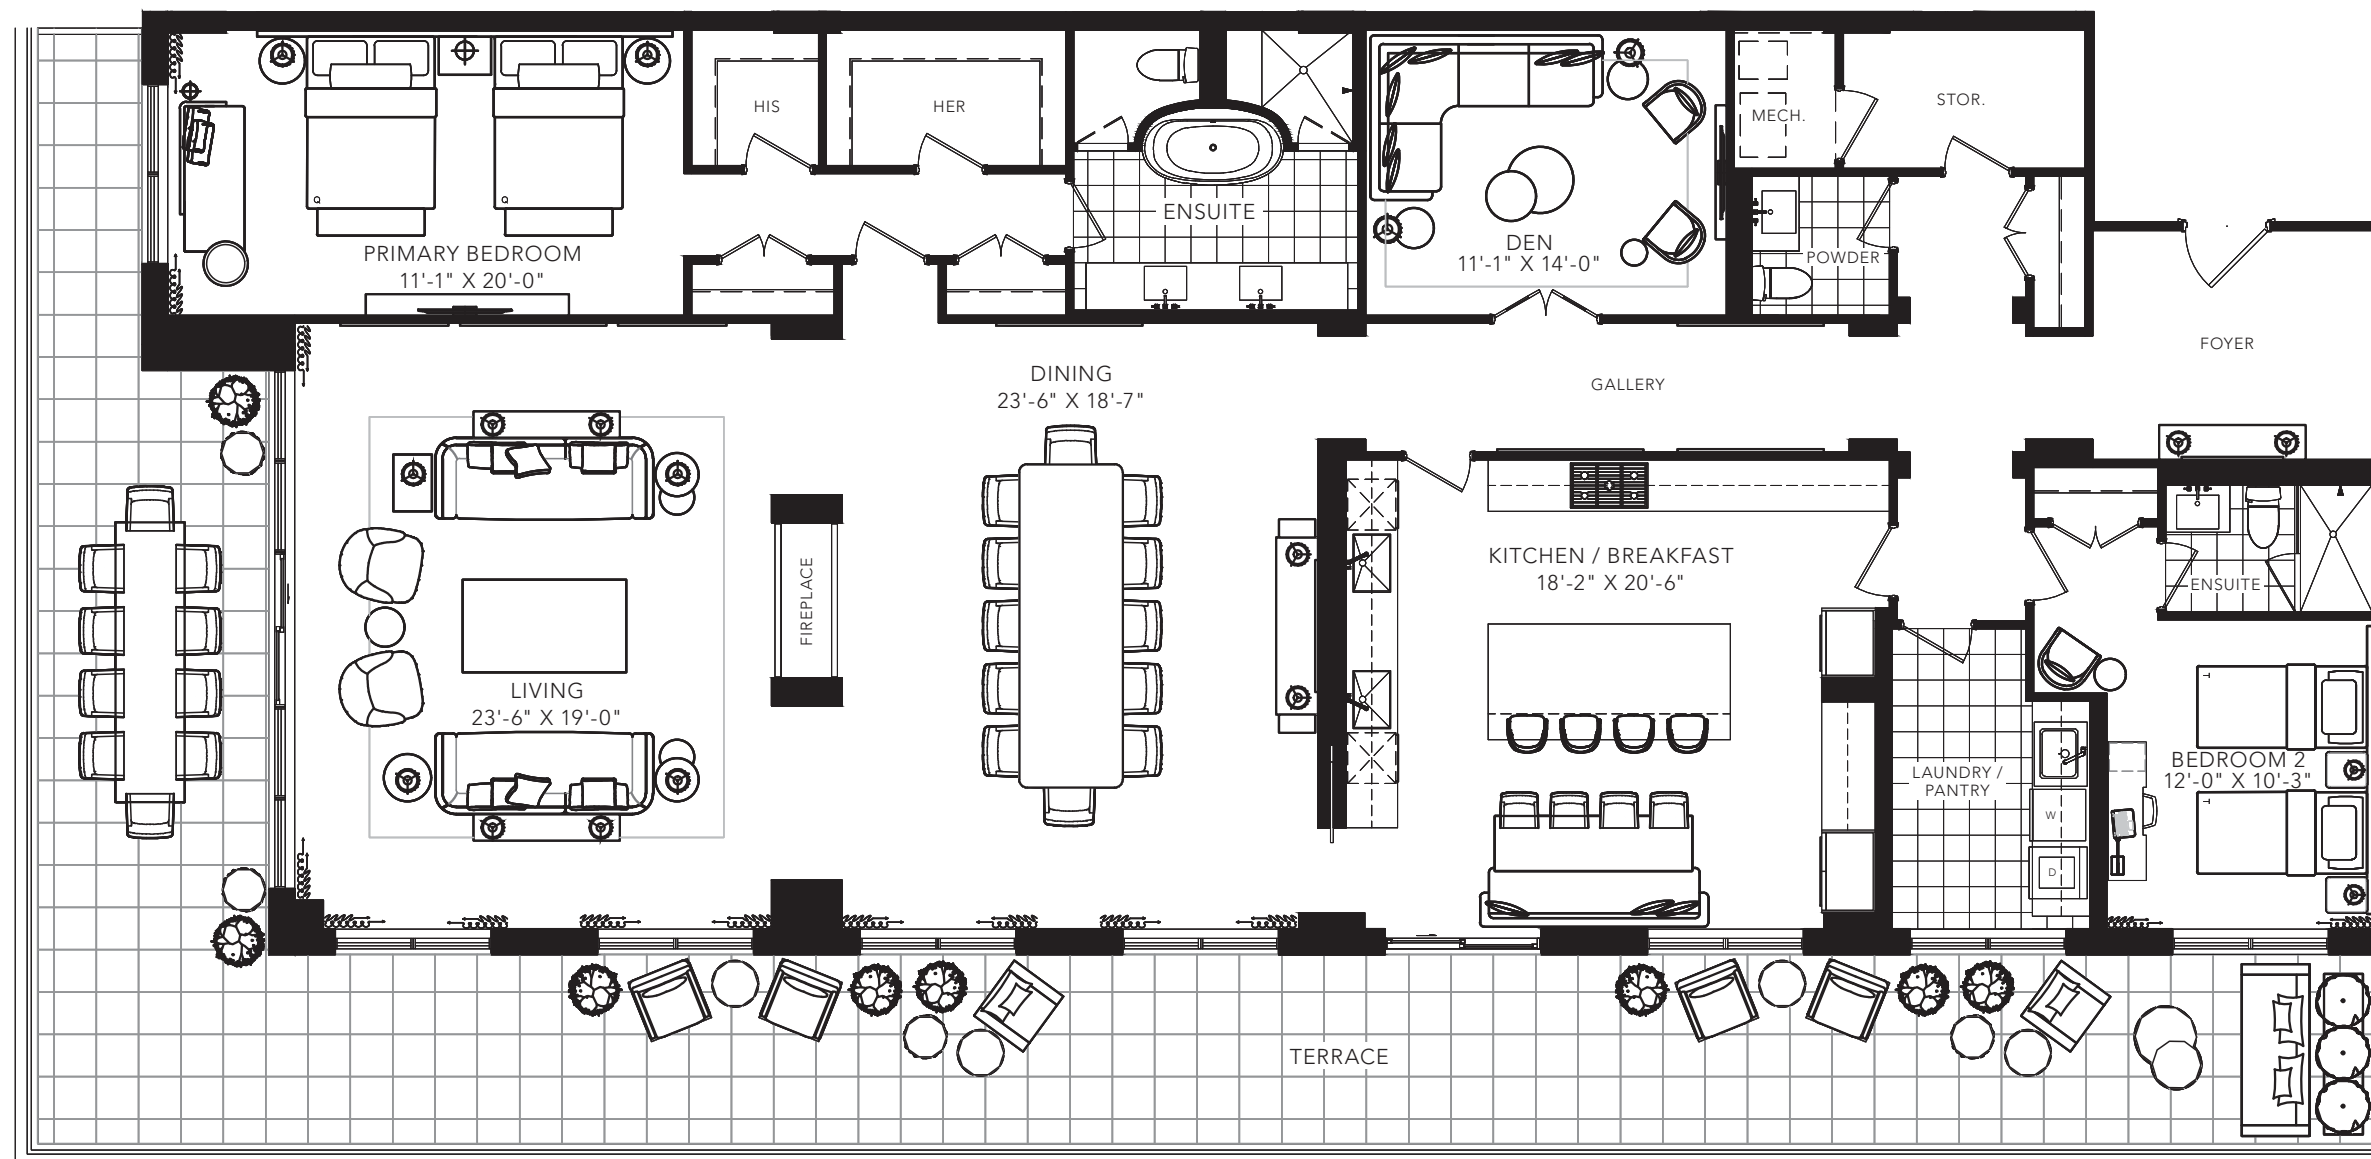 HIS
HER
MECH.
STOR.
ENSUITE
PRIMARY BEDROOM
11'-1" X 20'-0"
DEN
11'-1" X 14'-0"
POWDER
FOYER
DINING
23'-6" X 18'-7"
GALLERY
FIREPLACE
KITCHEN / BREAKFAST
18'-2" X 20'-6"
ENSUITE
LIVING
23'-6" X 19'-0"
LAUNDRY /
PANTRY
W
D
BEDROOM 2
12'-0" X 10'-3"
TERRACE